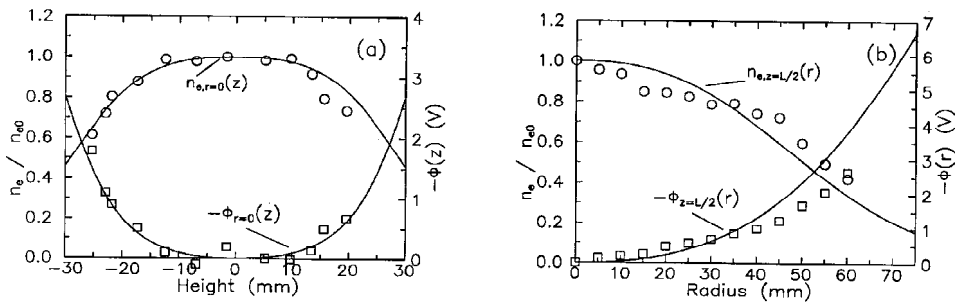 1.2
1.0
0.8
0.6
0.4
0.2
0.0
-30 -20 -10 0 10 20 30
Height (mm)
n_e / n_e0
4
3
2
1
0
-ϕ(z) (V)
(a)
n_e,r=0(z)
-ϕ_r=0(z)
1.2
1.0
0.8
0.6
0.4
0.2
0.0
0 10 20 30 40 50 60 70
Radius (mm)
n_e / n_e0
7
6
5
4
3
2
1
0
-ϕ(r) (V)
(b)
n_e,z=L/2(r)
-ϕ_z=L/2(r)